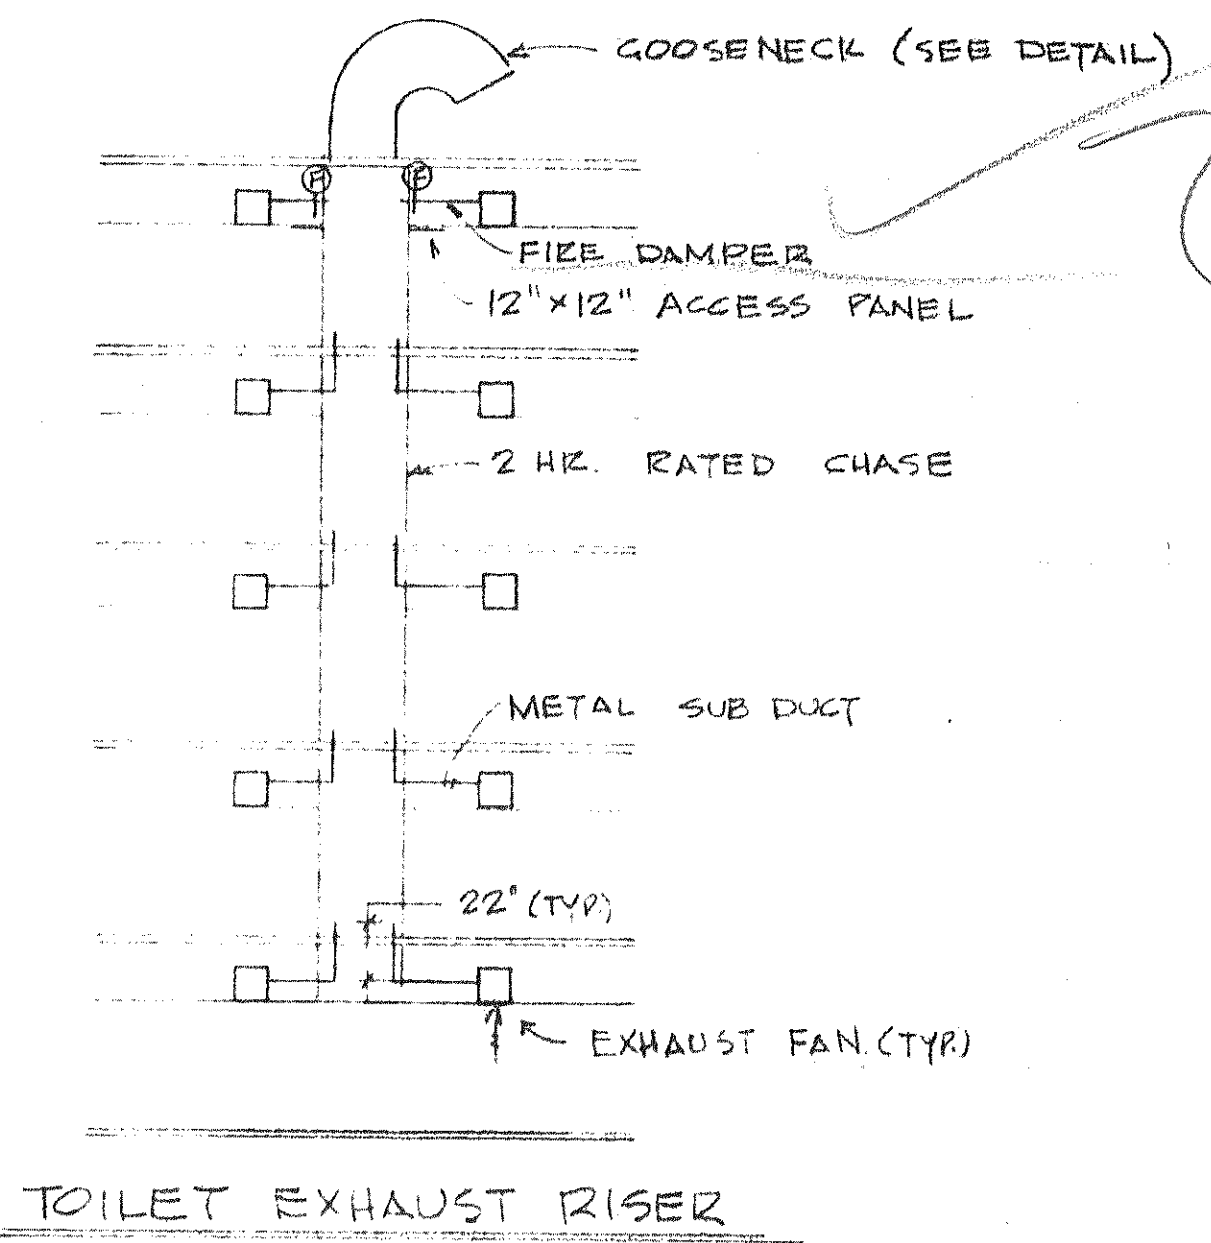 GOOSENECK (SEE DETAIL)
F F
FIRE DAMPER
12"x12" ACCESS PANEL
2 HR. RATED CHASE
METAL SUB DUCT
22" (TYP.)
EXHAUST FAN (TYP.)
TOILET EXHAUST RISER